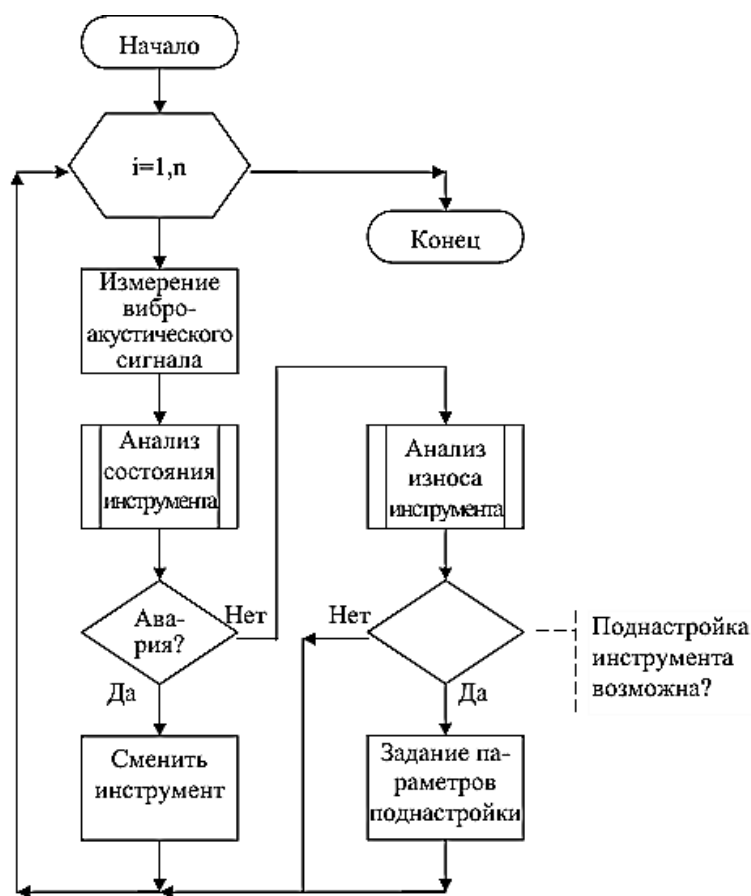 Начало
i=1,n
Конец
Измерение
вибро-
акустического
сигнала
Анализ
состояния
инструмента
Анализ
износа
инструмента
Ава-
рия?
Нет
Да
Нет
Да
Поднастройка
инструмента
возможна?
Сменить
инструмент
Задание па-
раметров
поднастройки